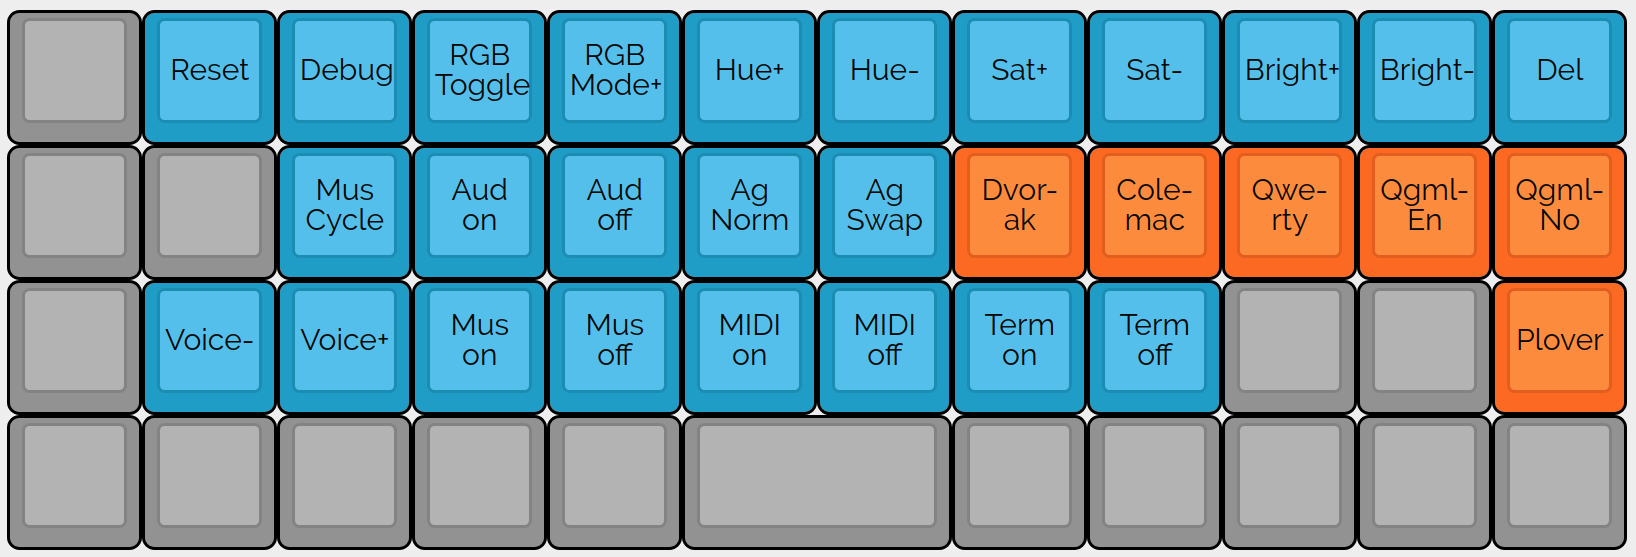 Reset
Debug
RGB
Toggle
RGB
Mode+
Hue+
Hue-
Sat+
Sat-
Bright+
Bright-
Del
Mus
Cycle
Aud
on
Aud
off
Ag
Norm
Ag
Swap
Dvor-
ak
Cole-
mac
Qwe-
rty
Qgml-
En
Qgml-
No
Voice-
Voice+
Mus
on
Mus
off
MIDI
on
MIDI
off
Term
on
Term
off
Plover